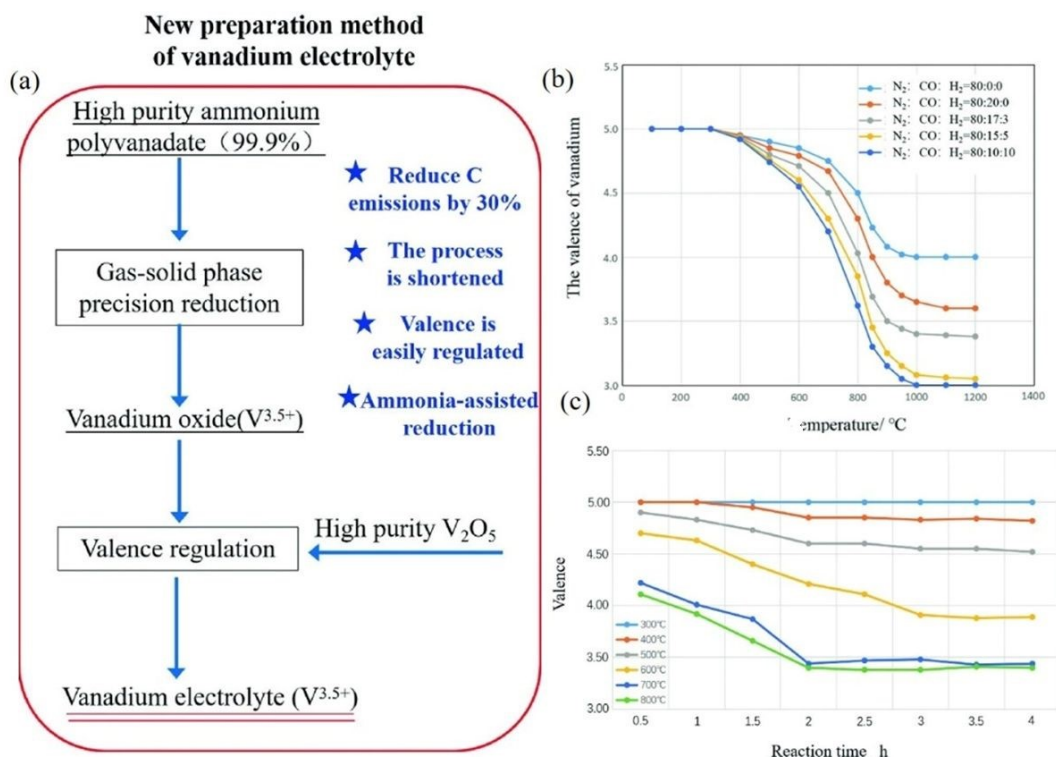 New preparation method
of vanadium electrolyte
(a)
High purity ammonium
polyvanadate (99.9%)
★ Reduce C
emissions by 30%
★ The
process
is shortened
Gas-solid phase
precision reduction
★ Valence is
easily regulated
★ Ammonia-assisted
reduction
Vanadium oxide(V³·⁵⁺)
High purity V₂O₅
Valence regulation
Vanadium electrolyte (V³·⁵⁺)
(b)
5.5
5.0
4.5
4.0
3.5
3.0
The valence of vanadium
N₂: CO: H₂=80:0:0
N₂: CO: H₂=80:20:0
N₂: CO: H₂=80:17:3
N₂: CO: H₂=80:15:5
N₂: CO: H₂=80:10:10
0 200 400 600 800 1000 1200 1400
emperature/ °C
(c)
5.00
5.00
4.50
4.00
3.50
3.00
Valence
300°C
400°C
500°C
600°C
700°C
800°C
0.5 1 1.5 2 2.5 3 3.5 4
Reaction time h